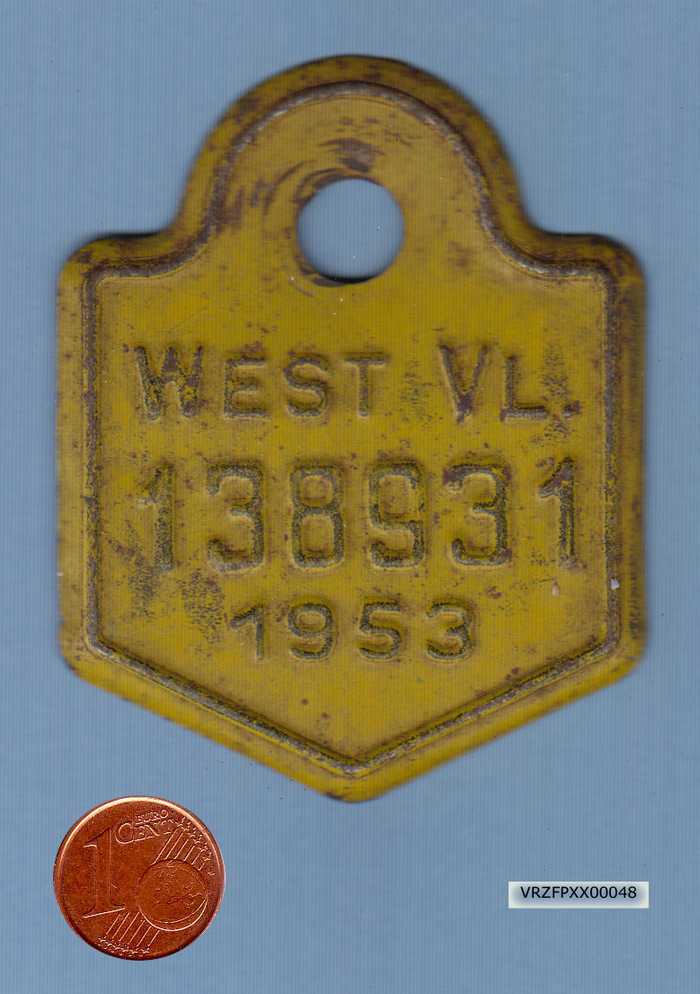 WEST VL.
138931
1953
1 EURO
CENT
VRZFPXX00048